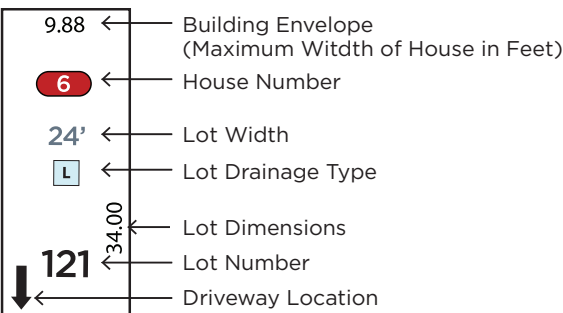 9.88
Building Envelope
(Maximum Witdth of House in Feet)
6
House Number
24'
Lot Width
L
Lot Drainage Type
34.00
Lot Dimensions
121
Lot Number
Driveway Location